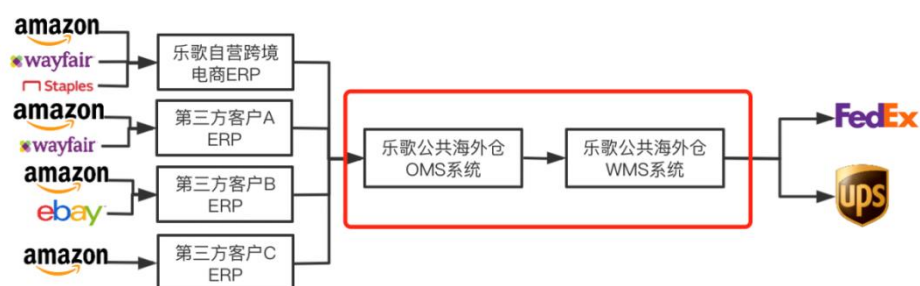 amazon
wayfair
Staples
乐歌自营跨境
电商ERP
amazon
wayfair
第三方客户A
ERP
amazon
ebay
第三方客户B
ERP
amazon
第三方客户C
ERP
乐歌公共海外仓
OMS系统
乐歌公共海外仓
WMS系统
FedEx
ups